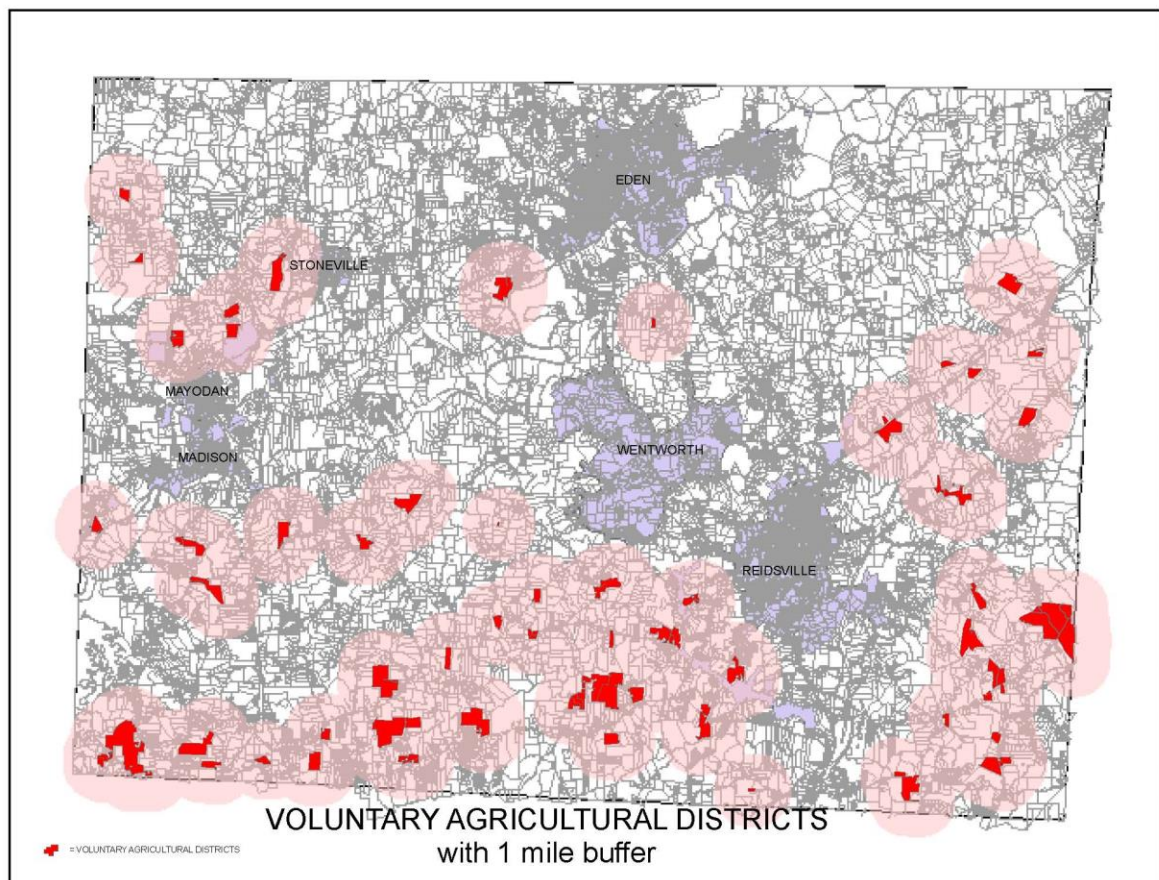 EDEN
STONEVILLE
MAYODAN
MADISON
WENTWORTH
REIDSVILLE
VOLUNTARY AGRICULTURAL DISTRICTS
with 1 mile buffer
= VOLUNTARY AGRICULTURAL DISTRICTS